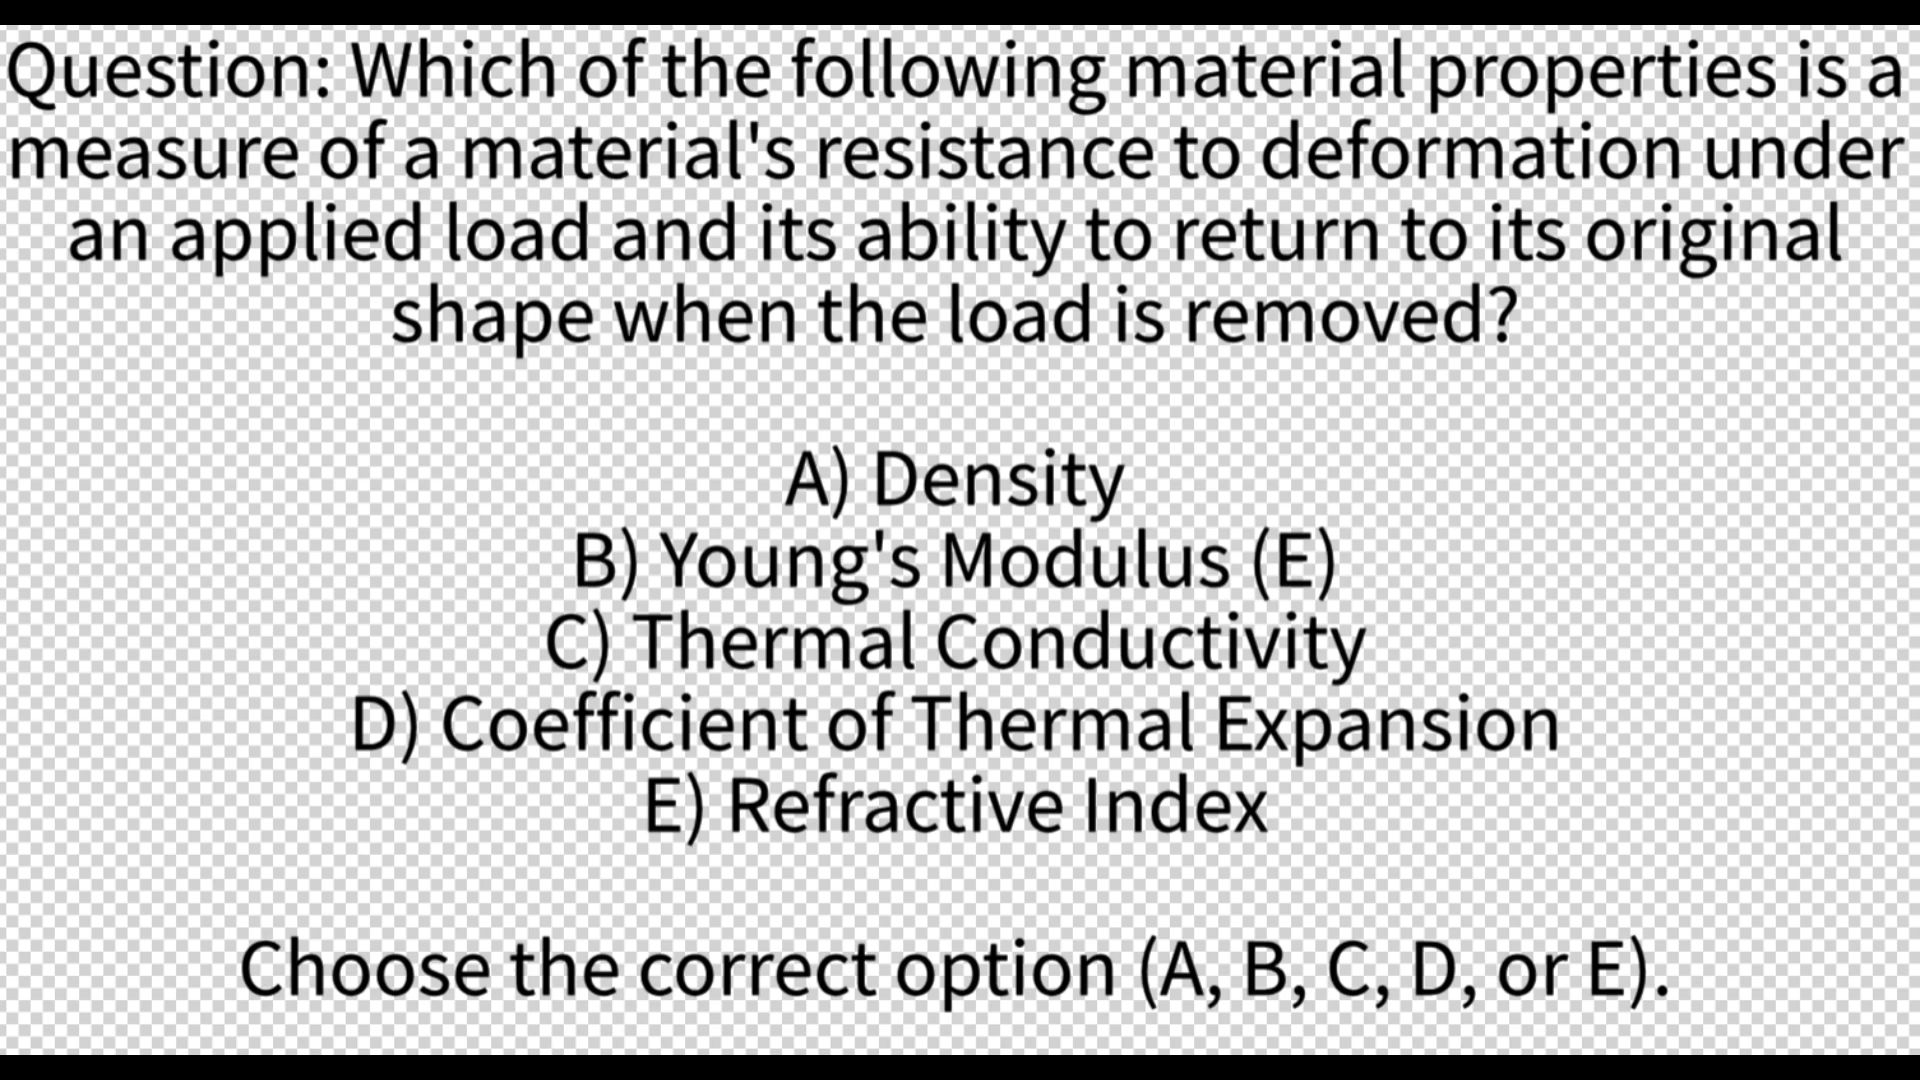 Question: Which of the following material properties is a
measure of a material's resistance to deformation under
an applied load and its ability to return to its original
shape when the load is removed?
A) Density
B) Young's Modulus (E)
C) Thermal Conductivity
D) Coefficient of Thermal Expansion
E) Refractive Index
Choose the correct option (A, B, C, D, or E).